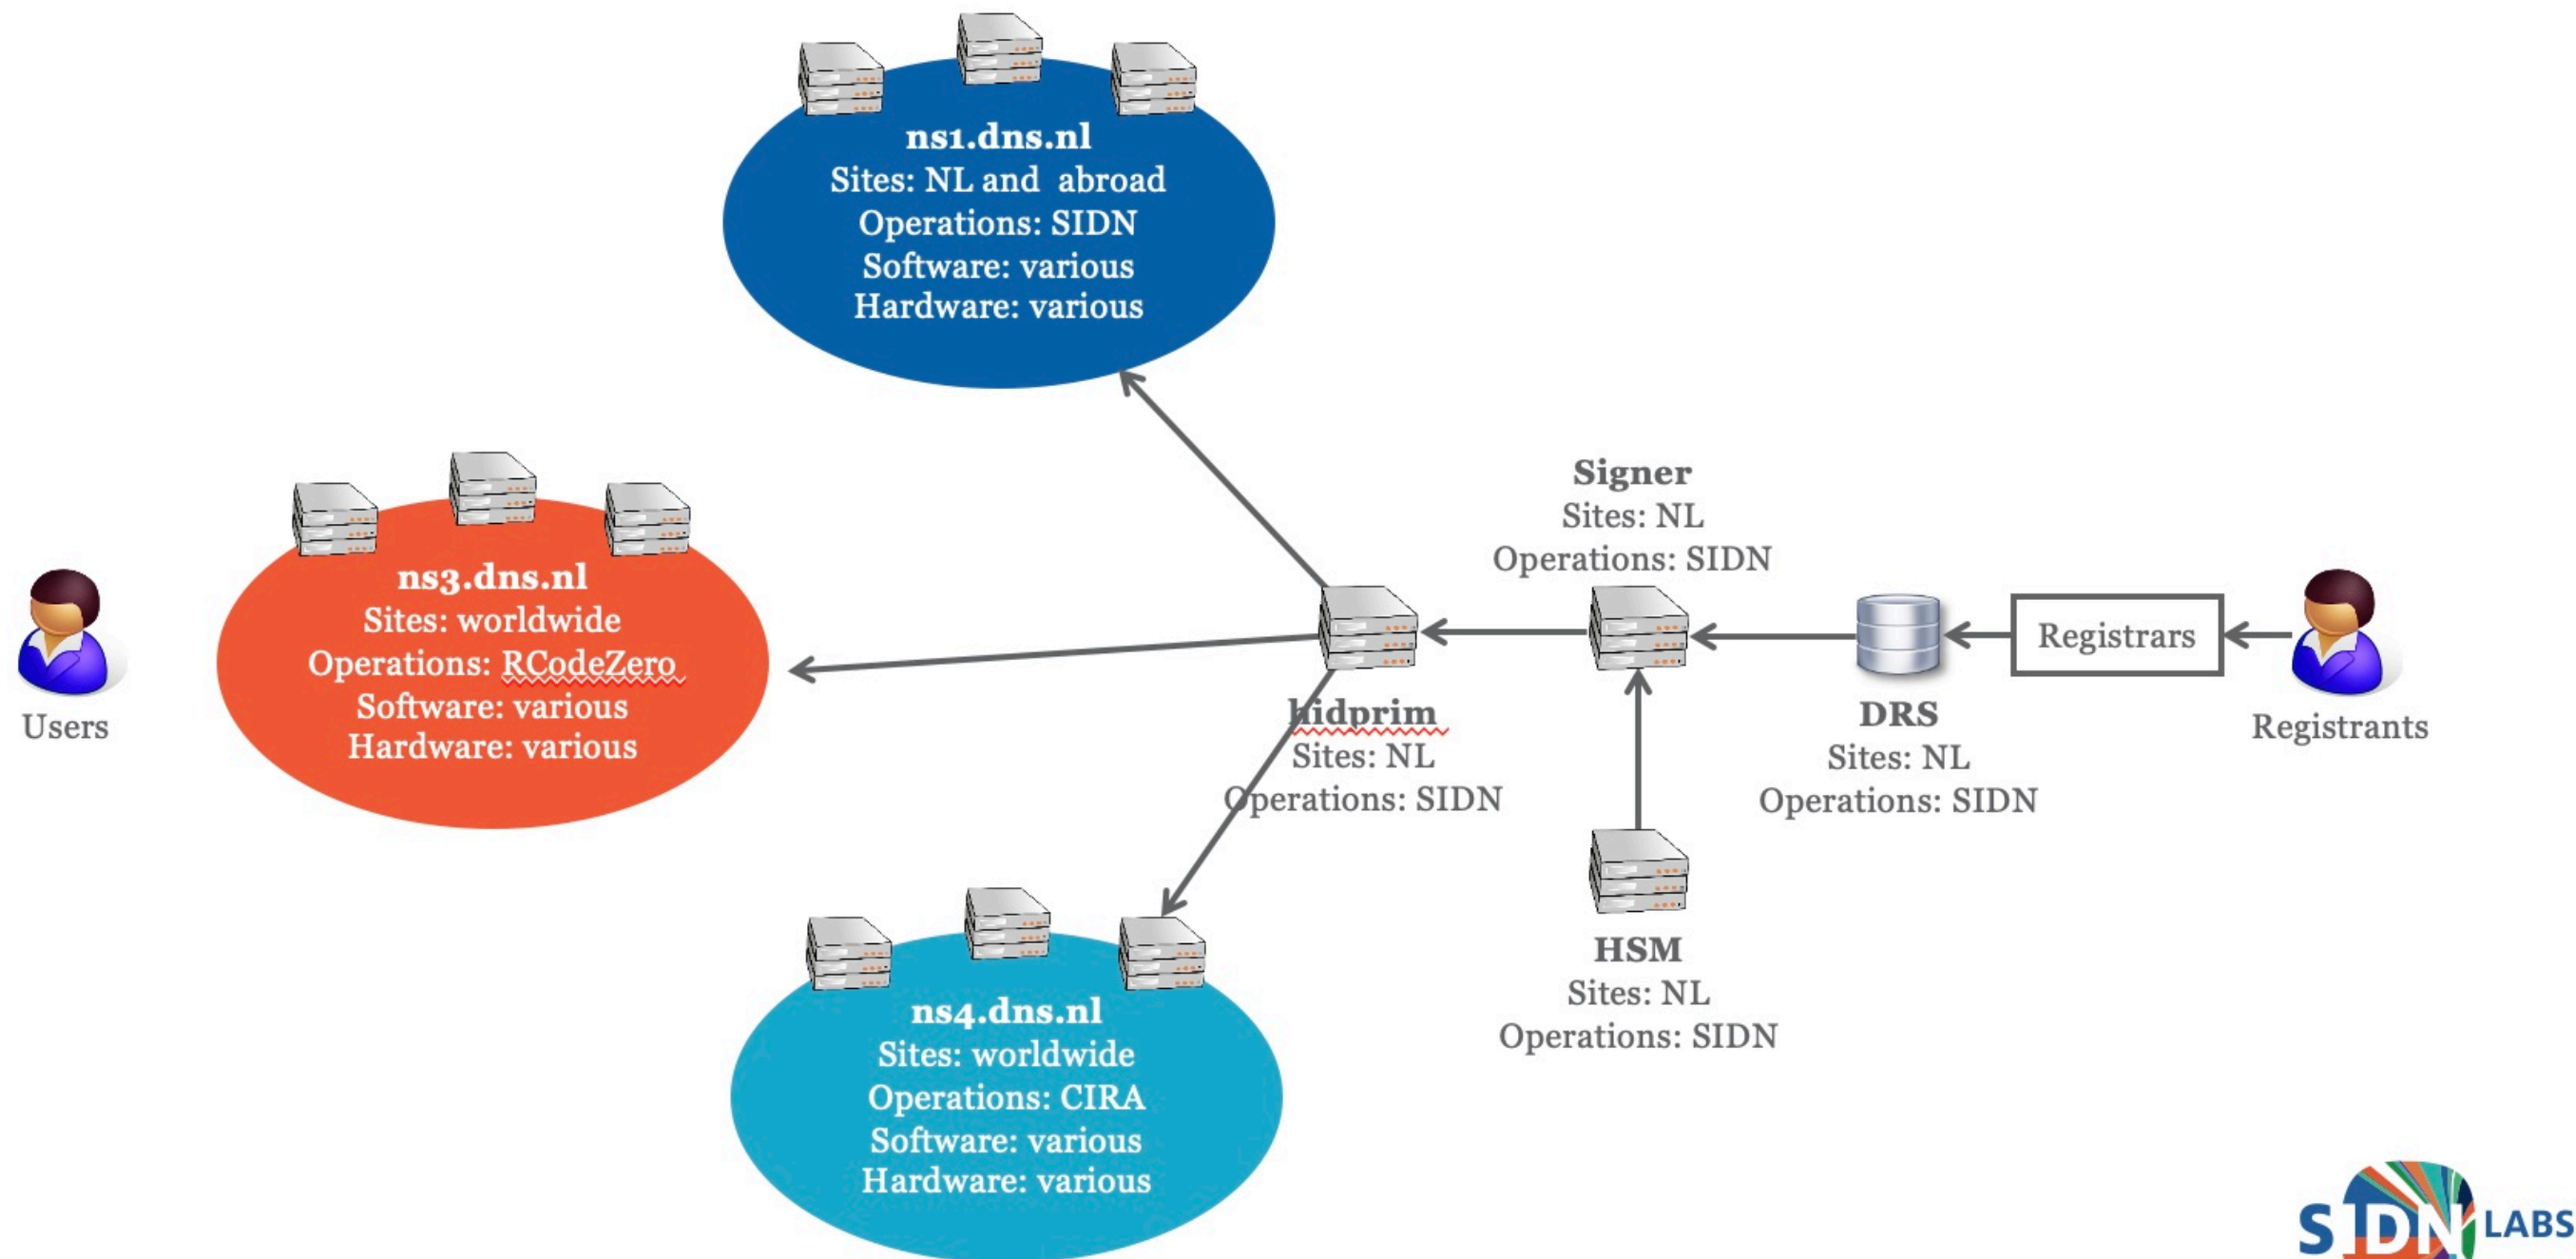 ns1.dns.nl
Sites: NL and abroad
Operations: SIDN
Software: various
Hardware: various
ns3.dns.nl
Sites: worldwide
Operations: RCodeZero
Software: various
Hardware: various
Users
Signer
Sites: NL
Operations: SIDN
hidprim
Sites: NL
Operations: SIDN
DRS
Sites: NL
Operations: SIDN
Registrars
Registrants
HSM
Sites: NL
Operations: SIDN
ns4.dns.nl
Sites: worldwide
Operations: CIRA
Software: various
Hardware: various
SIDN LABS